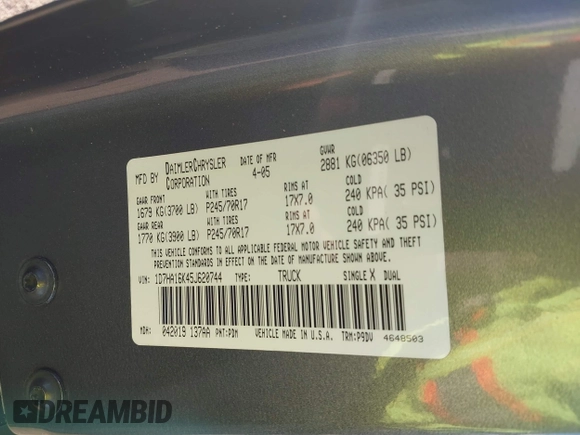 MFD BY DAIMLERCHRYSLER CORPORATION
DATE OF MFR 4-05
GVWR 2881 KG(06350 LB)
GAWR FRONT WITH TIRES RIMS AT COLD
1679 KG(3700 LB) P245/70R17 17X7.0 240 KPA( 35 PSI)
GAWR REAR WITH TIRES RIMS AT COLD
1770 KG(3900 LB) P245/70R17 17X7.0 240 KPA( 35 PSI)
THIS VEHICLE CONFORMS TO ALL APPLICABLE FEDERAL MOTOR VEHICLE SAFETY AND THEFT
PREVENTION STANDARDS IN EFFECT ON THE DATE OF MANUFACTURE SHOWN ABOVE.
VIN: 1D7HA16K45J620744 TYPE: TRUCK SINGLE X DUAL
MDH: 042019 137AA PNT:PDM VEHICLE MADE IN U.S.A. TRM:P9DV 4648503
DREAMBID